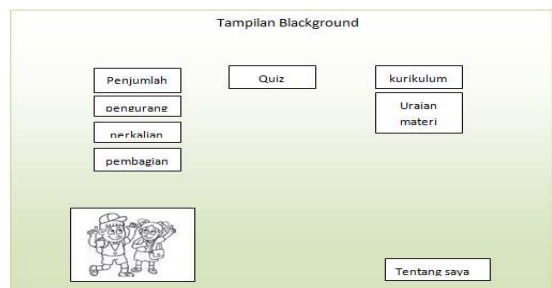 Tampilan Blackground
Penjumlah
pengurang
perkalian
pembagian
Quiz
kurikulum
Uraian
materi
Tentang saya